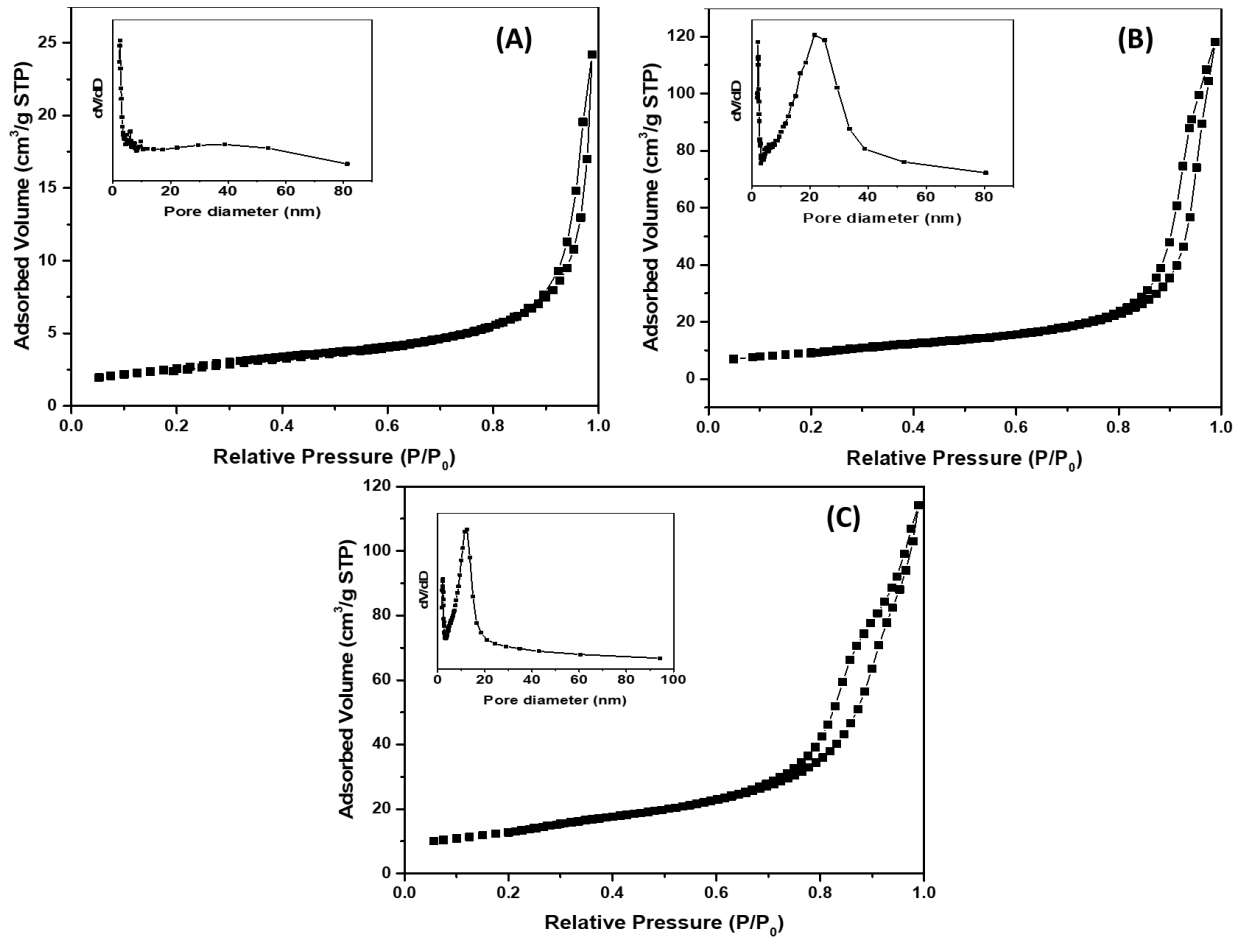 (A)
Adsorbed Volume (cm³/g STP)
25
20
15
10
5
0
0.0 0.2 0.4 0.6 0.8 1.0
Relative Pressure (P/P₀)
dV/dD
0 20 40 60 80
Pore diameter (nm)
(B)
Adsorbed Volume (cm³/g STP)
120
100
80
60
40
20
0
0.0 0.2 0.4 0.6 0.8 1.0
Relative Pressure (P/P₀)
dV/dD
0 20 40 60 80
Pore diameter (nm)
(C)
Adsorbed Volume (cm³/g STP)
120
100
80
60
40
20
0
0.0 0.2 0.4 0.6 0.8 1.0
Relative Pressure (P/P₀)
dV/dD
0 20 40 60 80 100
Pore diameter (nm)